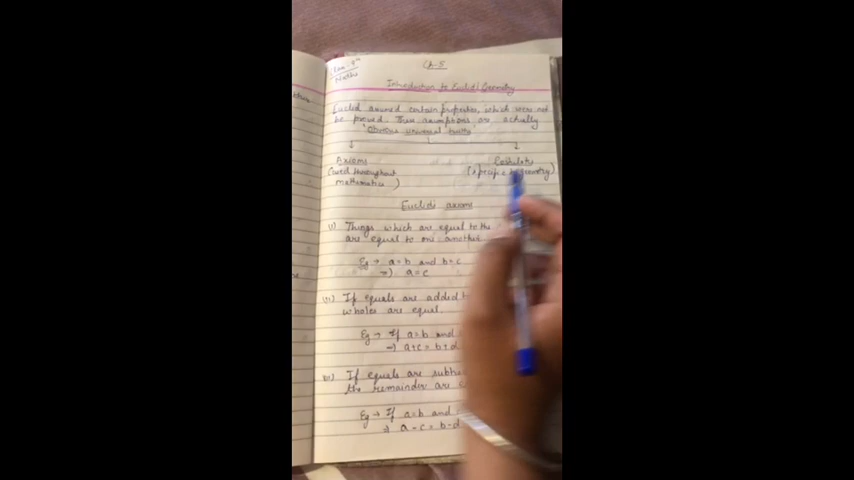 Class-9th
Maths
Ch-5
Introduction to Euclid's Geometry
Euclid assumed certain properties, which were not
be proved. These assumptions are actually
"Obvious universal truths"
Axioms
(used throughout
mathematics)
Postulates
(specific to geometry)
Euclid's axioms
(i) Things which are equal to the
are equal to one another.
Eg → a=b and b=c
⇒ a=c
(ii) If equals are added
wholes are equal.
Eg → If a=b and
⇒ a+c = b+d
(iii) If equals are
the remainder are
Eg → If a=b and
⇒ a-c = b-d